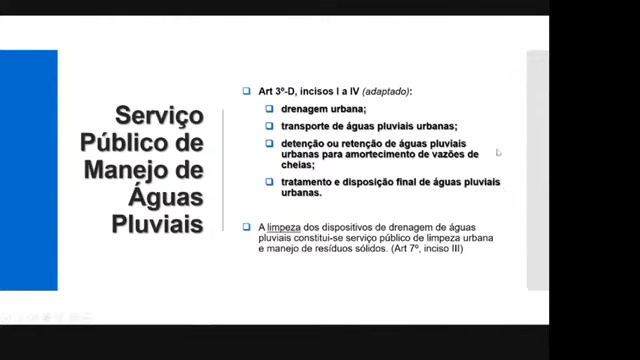 Serviço
Público de
Manejo de
Águas
Pluviais
Art 3º-D, incisos I a IV (adaptado):
drenagem urbana;
transporte de águas pluviais urbanas;
detenção ou retenção de águas pluviais
urbanas para amortecimento de vazões de
cheias;
tratamento e disposição final de águas pluviais
urbanas.
A limpeza dos dispositivos de drenagem de águas
pluviais constitui-se serviço público de limpeza urbana
e manejo de resíduos sólidos. (Art 7º, inciso III)